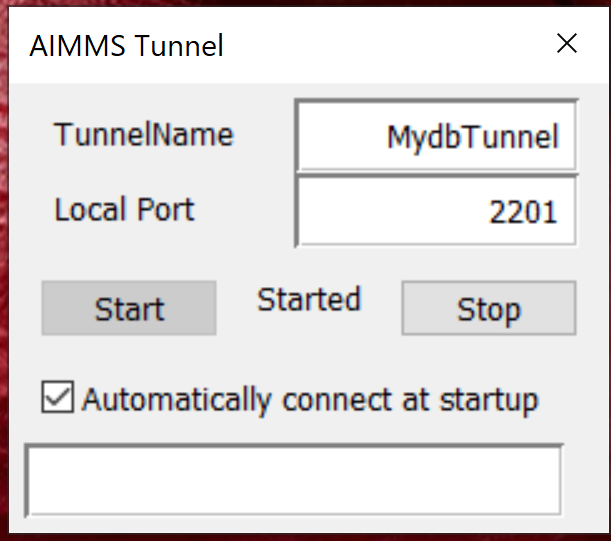 AIMMS Tunnel
TunnelName MydbTunnel
Local Port 2201
Start Started Stop
Automatically connect at startup